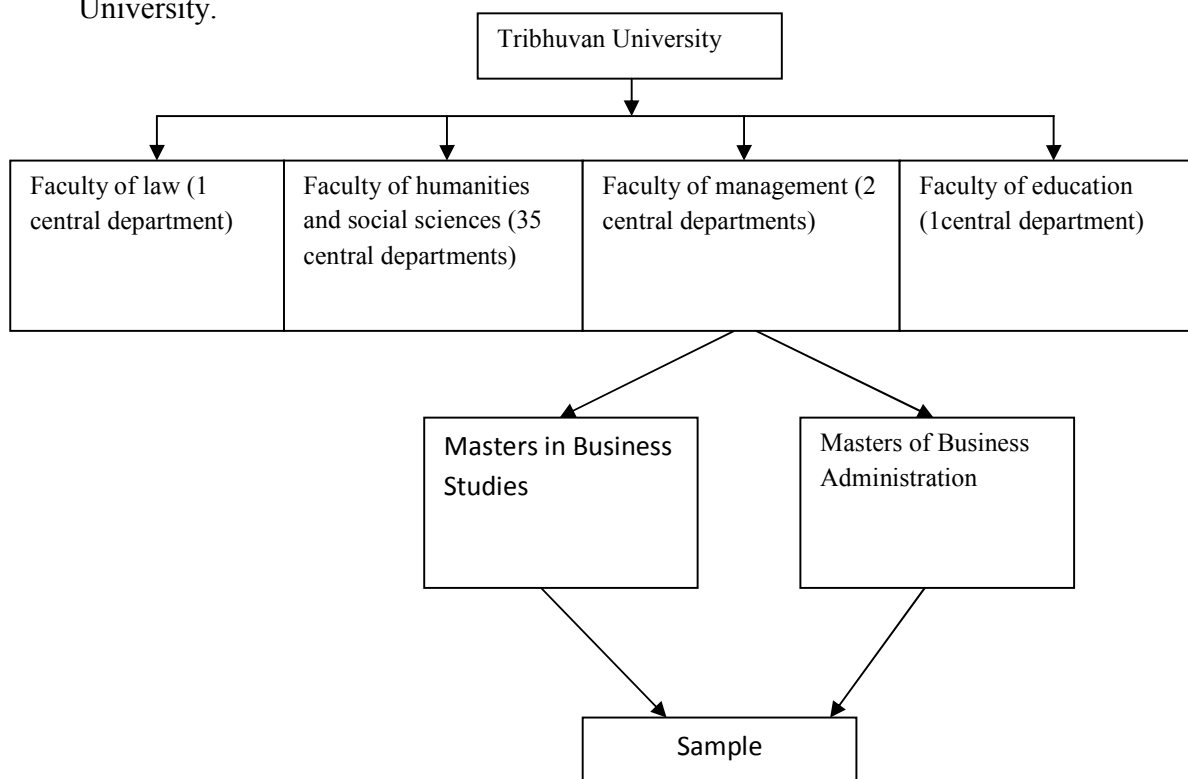 University.
Tribhuvan University
Faculty of law (1
central department)
Faculty of humanities
and social sciences (35
central departments)
Faculty of management (2
central departments)
Faculty of education
(1central department)
Masters in Business
Studies
Masters of Business
Administration
Sample